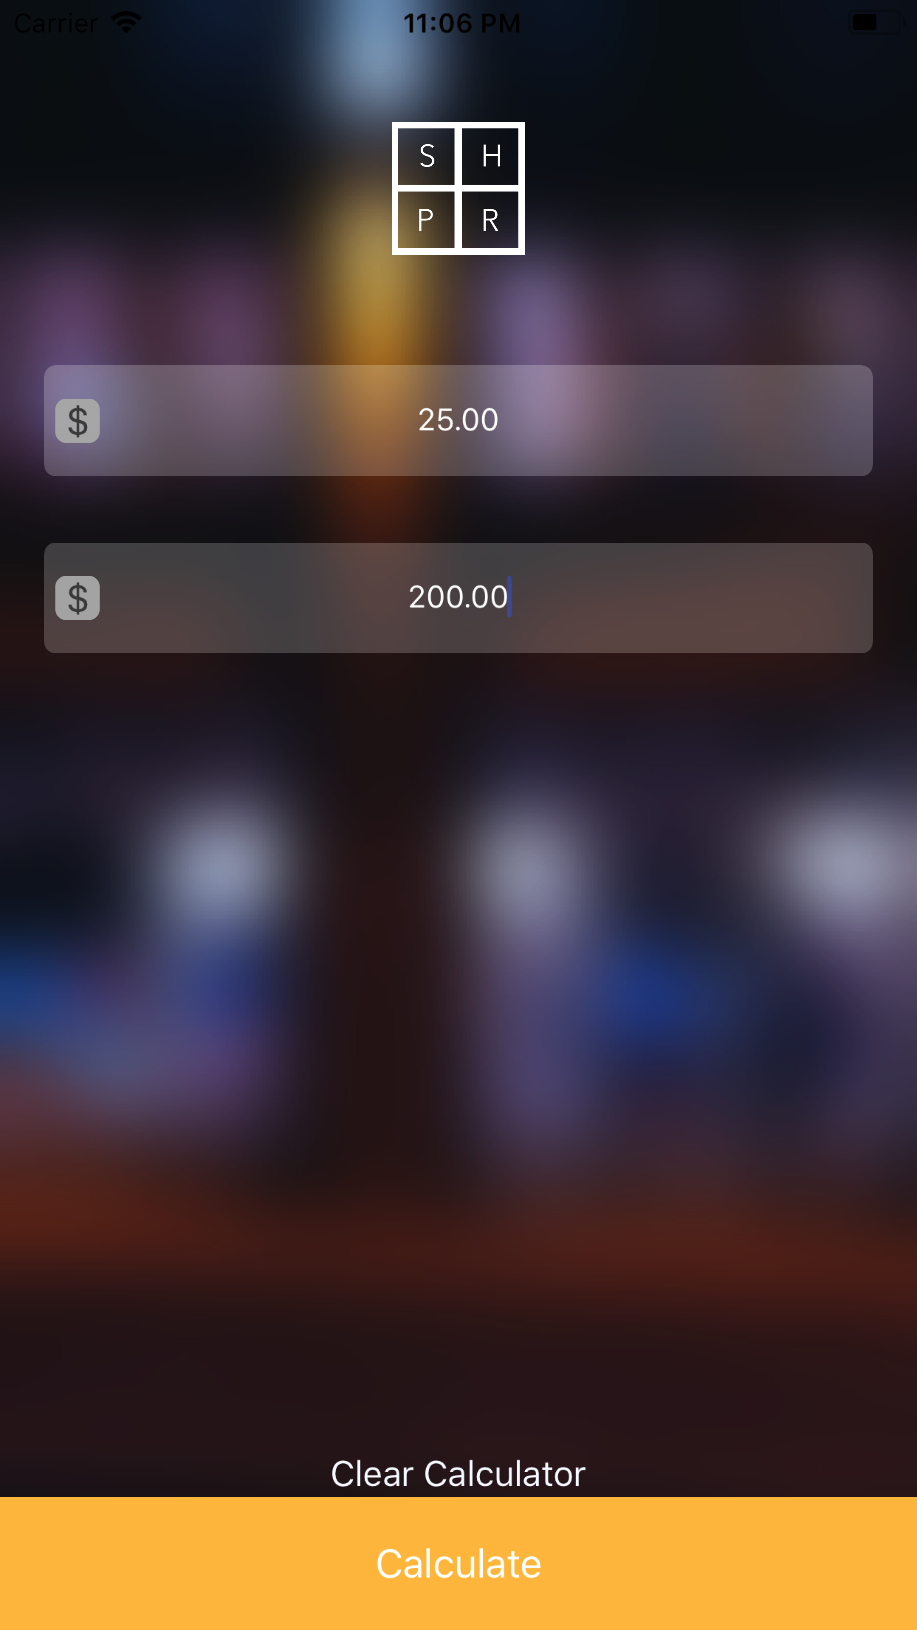 Carrier 11:06 PM
S H
P R
$ 25.00
$ 200.00
Clear Calculator
Calculate